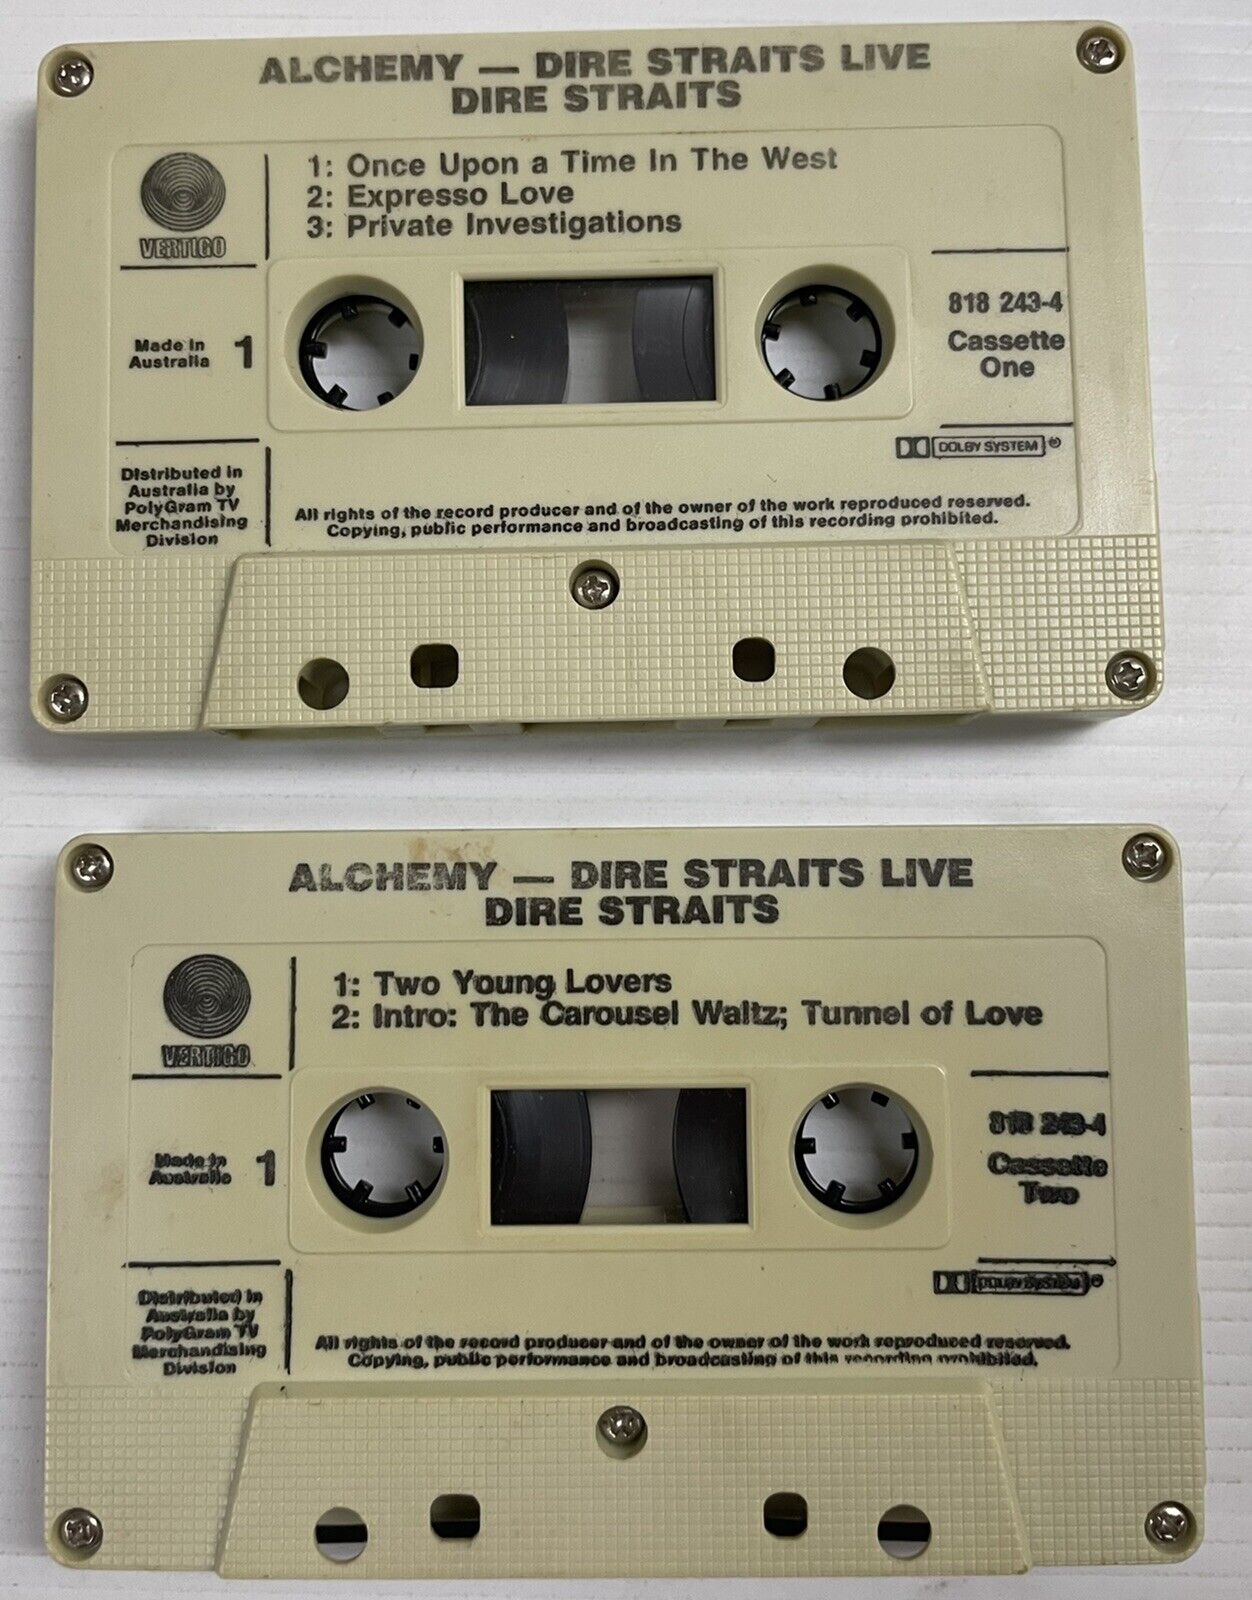 ALCHEMY — DIRE STRAITS LIVE
DIRE STRAITS
VERTIGO
1: Once Upon a Time In The West
2: Expresso Love
3: Private Investigations
Made in
Australia
1
818 243-4
Cassette
One
DOLBY SYSTEM
Distributed in
Australia by
PolyGram TV
Merchandising
Division
All rights of the record producer and of the owner of the work reproduced reserved.
Copying, public performance and broadcasting of this recording prohibited.
ALCHEMY — DIRE STRAITS LIVE
DIRE STRAITS
VERTIGO
1: Two Young Lovers
2: Intro: The Carousel Waltz; Tunnel of Love
Made in
Australia
1
818 243-4
Cassette
Two
DOLBY SYSTEM
Distributed in
Australia by
PolyGram TV
Merchandising
Division
All rights of the record producer and of the owner of the work reproduced reserved.
Copying, public performance and broadcasting of this recording prohibited.